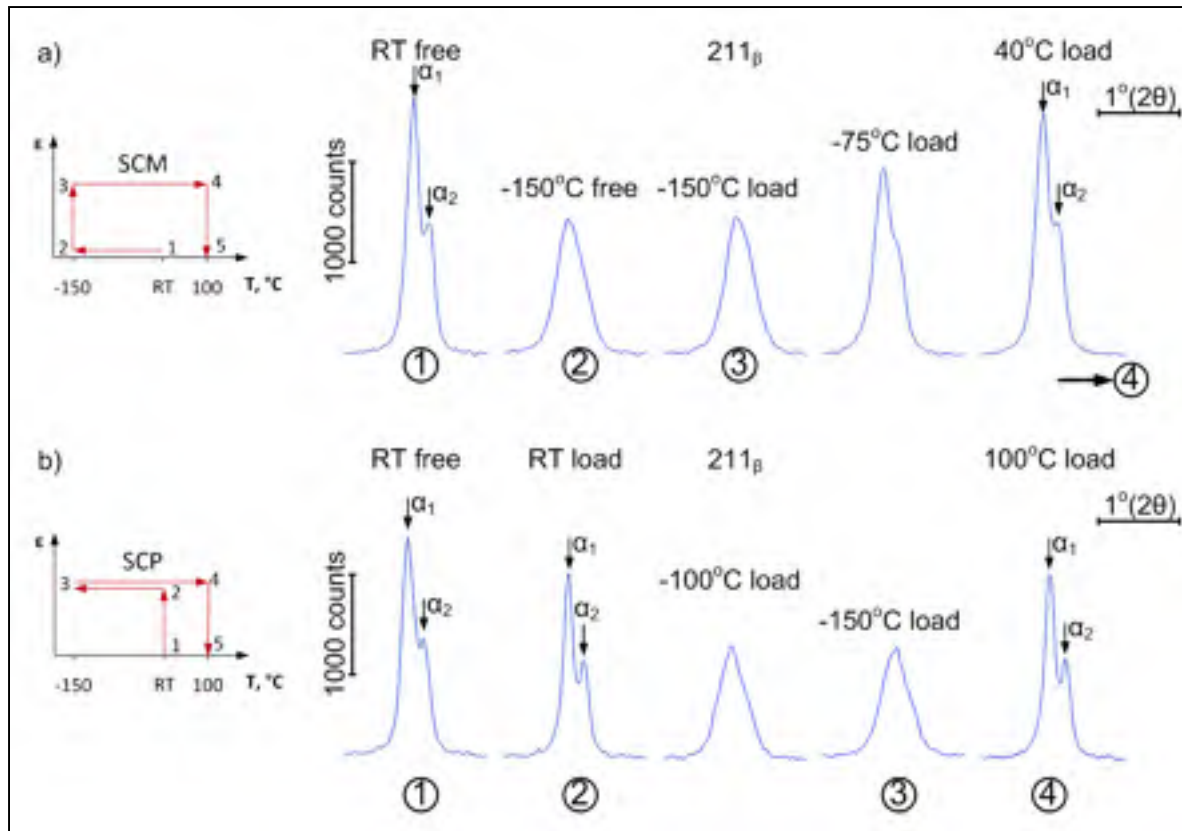 a)
RT free
211β
40°C load
α₁
α₁
1°(2θ)
ε
SCM
3
4
-75°C load
α₂
-150°C free
-150°C load
α₂
1000 counts
2
1
5
-150
RT
100
T, °C
①
②
③
④
b)
RT free
RT load
211β
100°C load
α₁
1°(2θ)
α₁
α₁
ε
SCP
3
2
4
α₂
α₂
-100°C load
α₂
1000 counts
-150°C load
1
5
-150
RT
100
T, °C
①
②
③
④